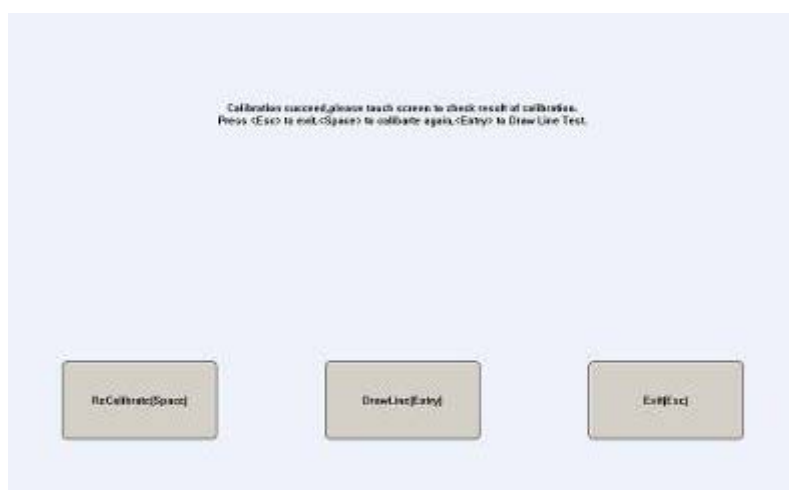 Calibration succeed,please touch screen to check result of calibration.
Press <Esc> to exit,<Space> to calibarte again,<Entry> to Draw Line Test.
ReCalibrate(Space)
DrawLine(Entry)
Exit(Esc)